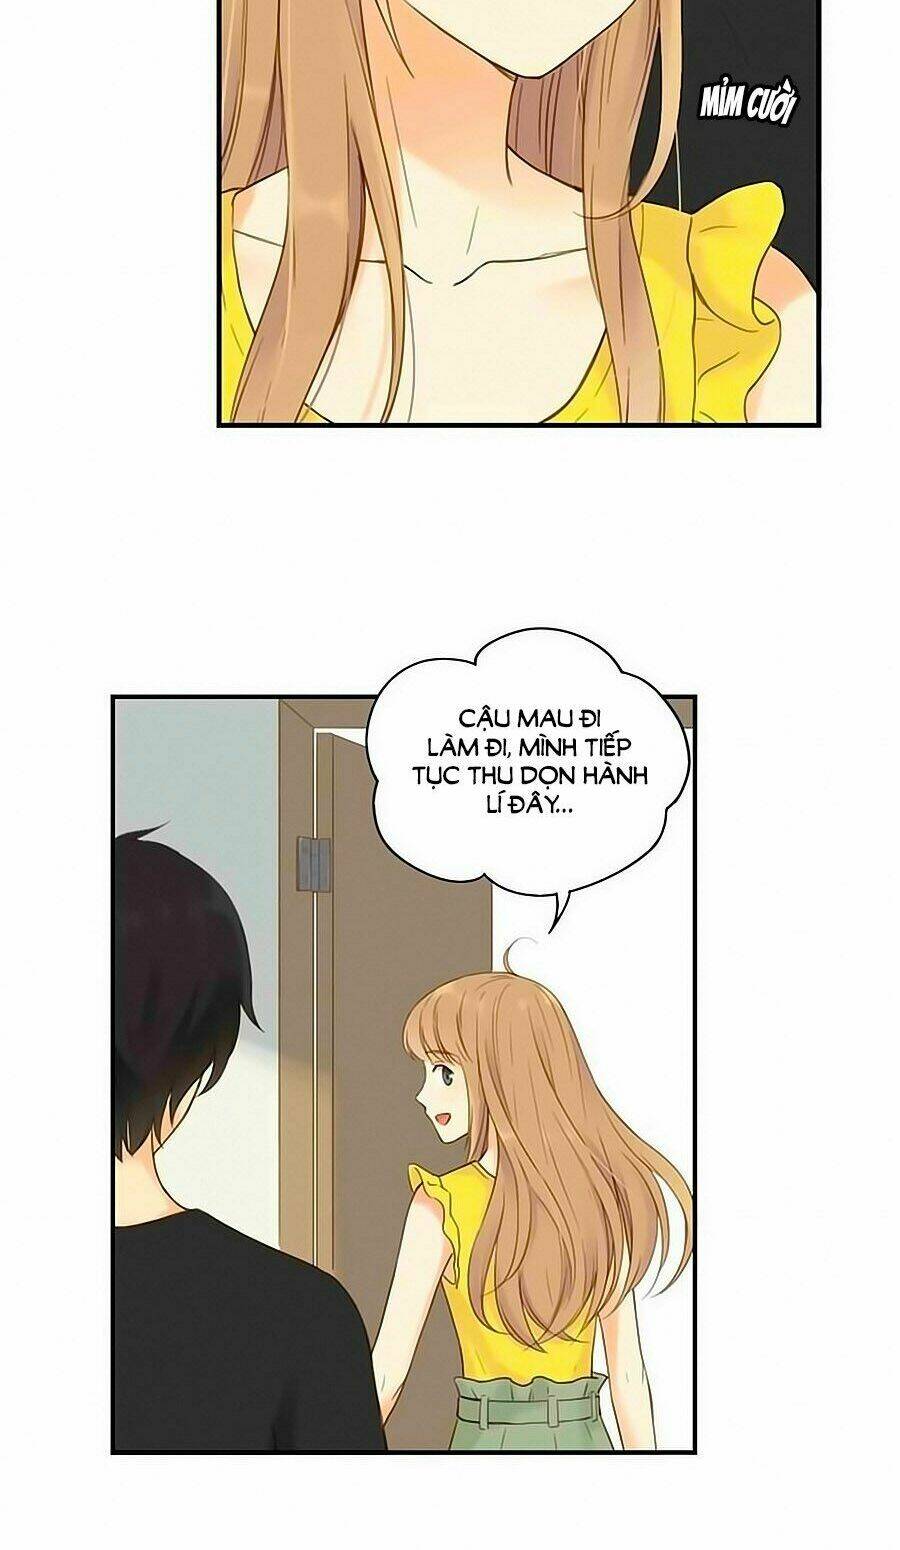 MỈM CƯỜI
CẬU MAU ĐI
LÀM ĐI, MÌNH TIẾP
TỤC THU DỌN HÀNH
LÍ ĐÂY...